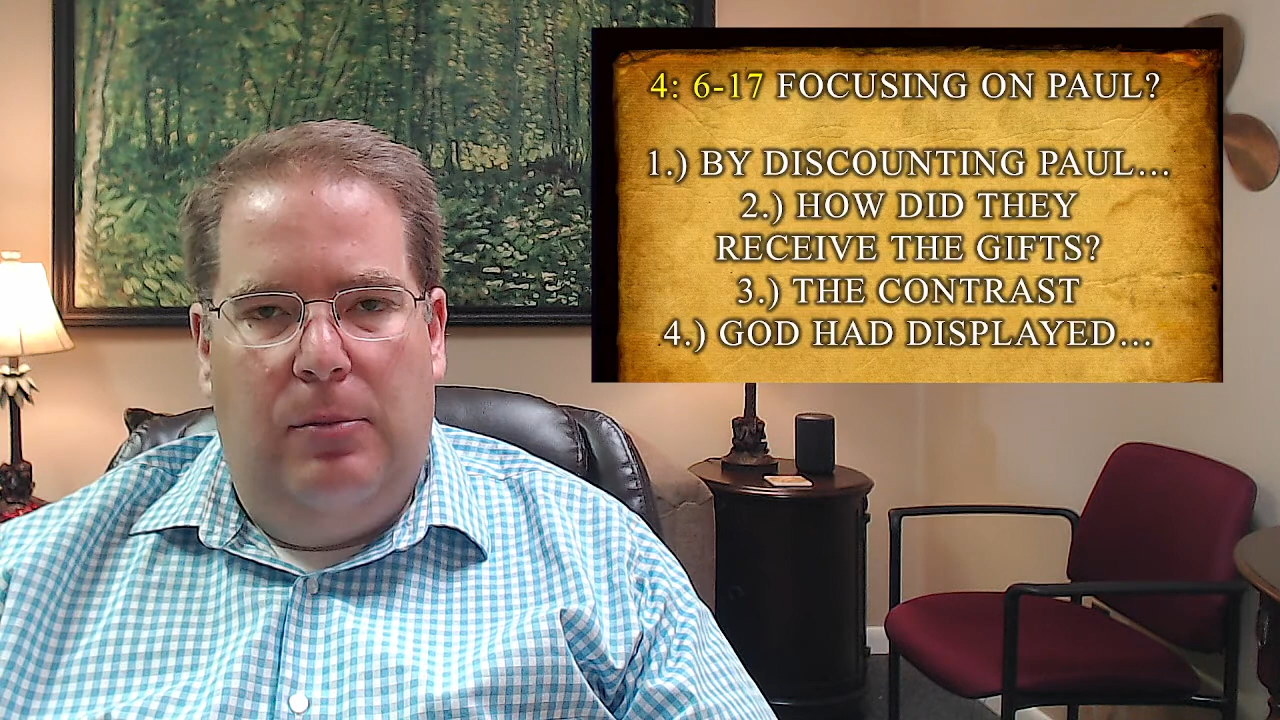 4: 6-17 FOCUSING ON PAUL?
1.) BY DISCOUNTING PAUL...
2.) HOW DID THEY
RECEIVE THE GIFTS?
3.) THE CONTRAST
4.) GOD HAD DISPLAYED...